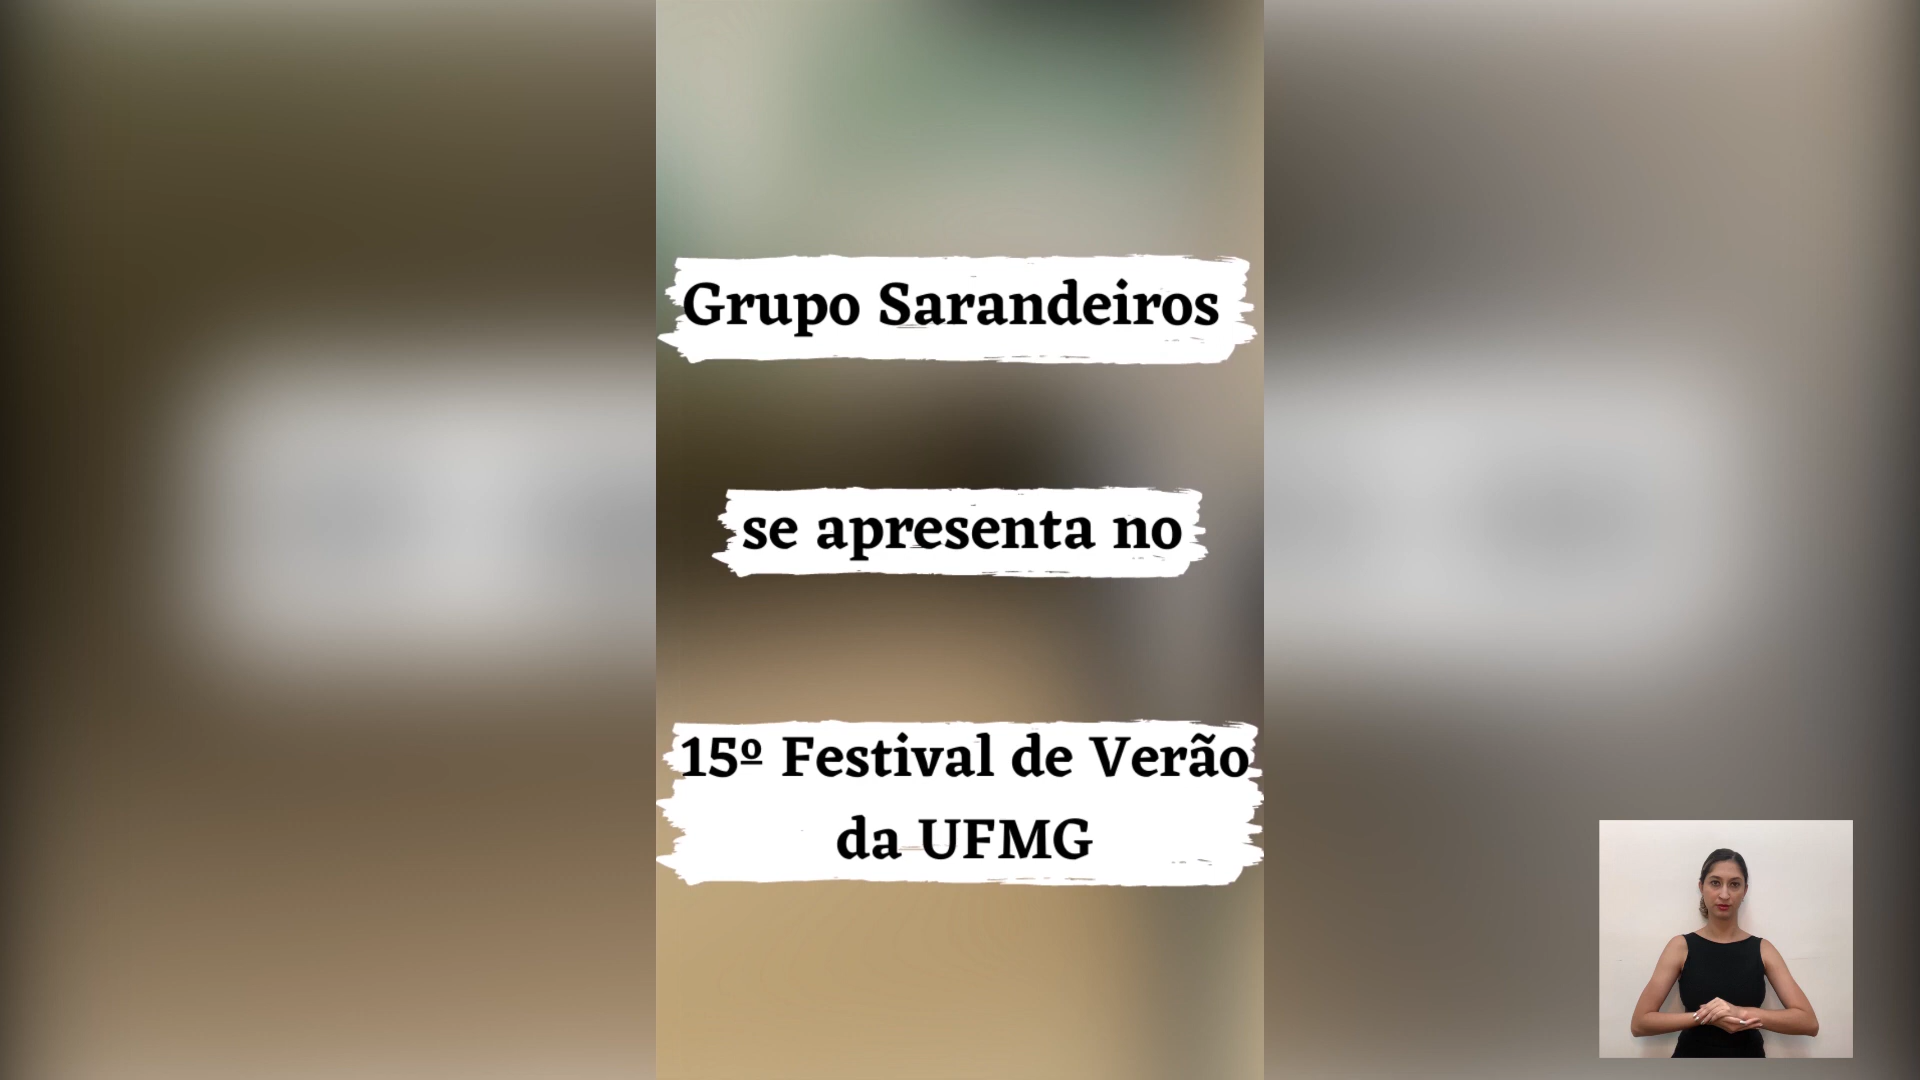 Grupo Sarandeiros
se apresenta no
15º Festival de Verão
da UFMG